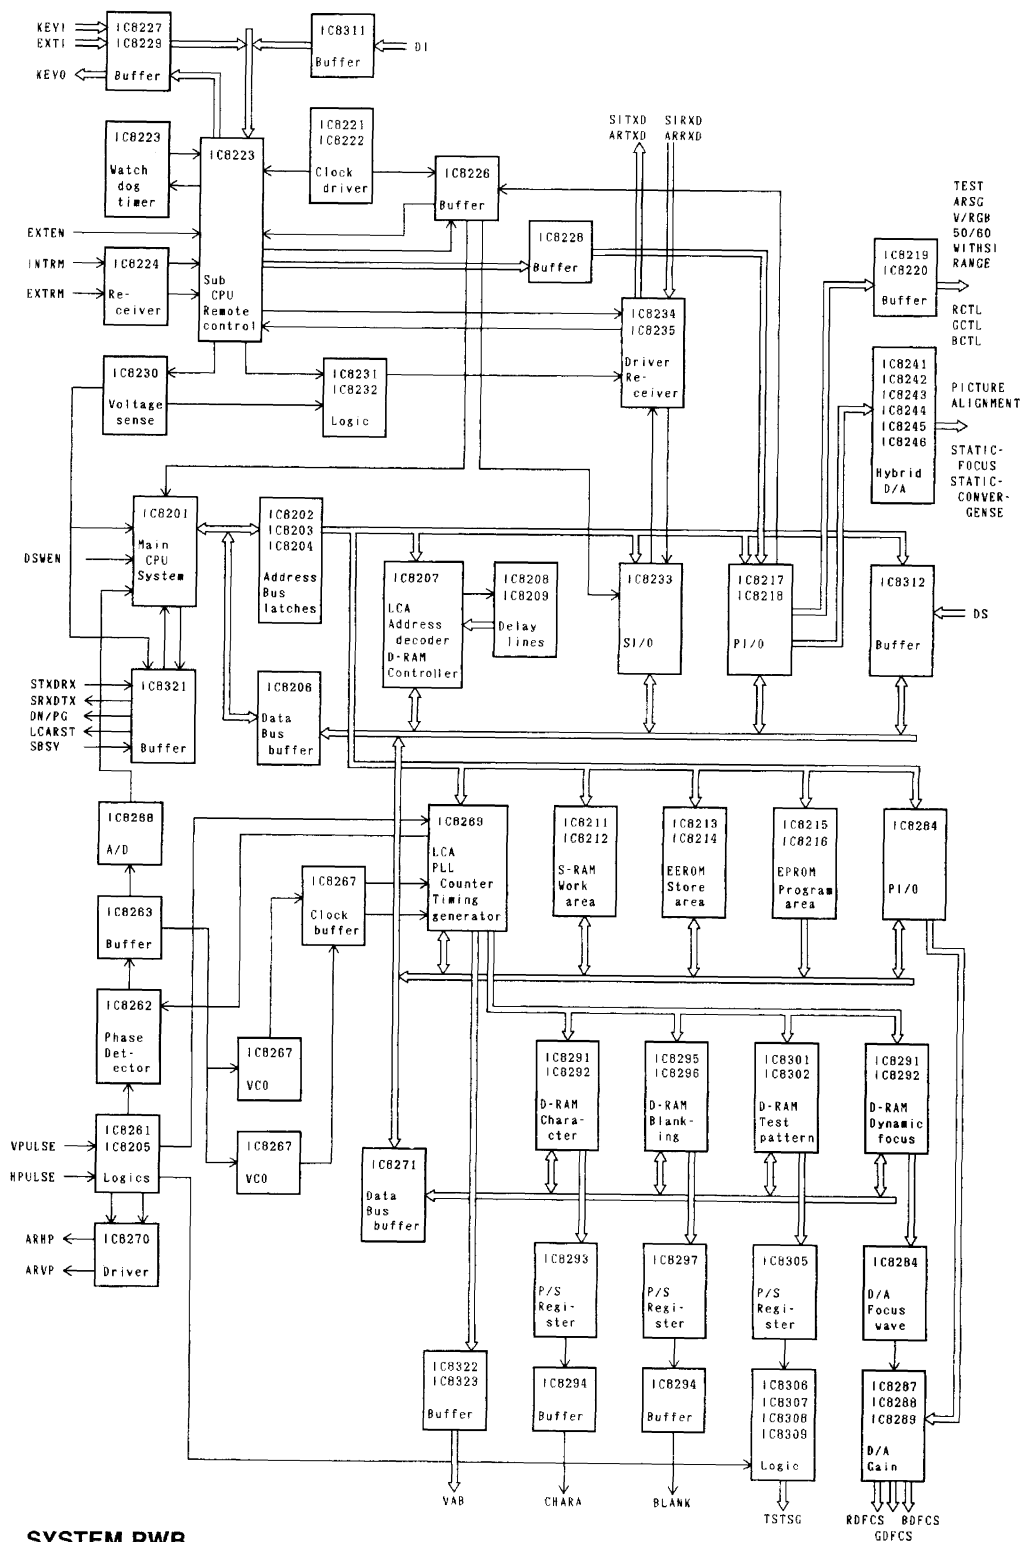 KEYI
EXTI
KEYO
IC8227
IC8229
Buffer
IC8311
Buffer
DI
IC8223
Watch
dog
timer
IC8223
Sub
CPU
Remote
control
IC8221
IC8222
Clock
driver
IC8226
Buffer
SITXD
ARTXD
SIRXD
ARRXD
TEST
ARSG
V/RGB
50/60
WITHSI
RANGE
RCTL
GCTL
BCTL
EXTEN
INTRM
EXTRM
IC8224
Re-
ceiver
IC8228
Buffer
IC8219
IC8220
Buffer
IC8234
IC8235
Driver
Re-
ceiver
IC8230
Voltage
sense
IC8231
IC8232
Logic
IC8241
IC8242
IC8243
IC8244
IC8245
IC8246
Hybrid
D/A
PICTURE
ALIGNMENT
STATIC-
FOCUS
STATIC-
CONVER-
GENSE
DSWEN
IC8201
Main
CPU
System
IC8202
IC8203
IC8204
Address
Bus
latches
IC8207
LCA
Address
decoder
D-RAM
Controller
IC8208
IC8209
Delay
lines
IC8233
SI/O
IC8217
IC8218
PI/O
IC8312
Buffer
DS
STXDRX
SRXDTX
DN/PG
LCARST
SBSY
IC8321
Buffer
IC8206
Data
Bus
buffer
IC8268
A/D
IC8269
LCA
PLL
Counter
Timing
generator
IC8211
IC8212
S-RAM
Work
area
IC8213
IC8214
EEROM
Store
area
IC8215
IC8216
EPROM
Program
area
IC8284
PI/O
IC8263
Buffer
IC8267
Clock
buffer
IC8262
Phase
Det-
ector
IC8267
VCO
IC8267
VCO
VPULSE
HPULSE
IC8261
IC8205
Logics
ARHP
ARVP
IC8270
Driver
IC8271
Data
Bus
buffer
IC8291
IC8292
D-RAM
Chara-
cter
IC8295
IC8296
D-RAM
Blank-
ing
IC8301
IC8302
D-RAM
Test
pattern
IC8291
IC8292
D-RAM
Dynamic
focus
IC8293
P/S
Regi-
ster
IC8297
P/S
Regi-
ster
IC8305
P/S
Regi-
ster
IC8284
D/A
Focus
wave
IC8322
IC8323
Buffer
IC8294
Buffer
IC8294
Buffer
IC8306
IC8307
IC8308
IC8309
Logic
IC8287
IC8288
IC8289
D/A
Gain
VAB
CHARA
BLANK
TSTSG
RDFCS
GDFCS
BDFCS
SYSTEM PWB